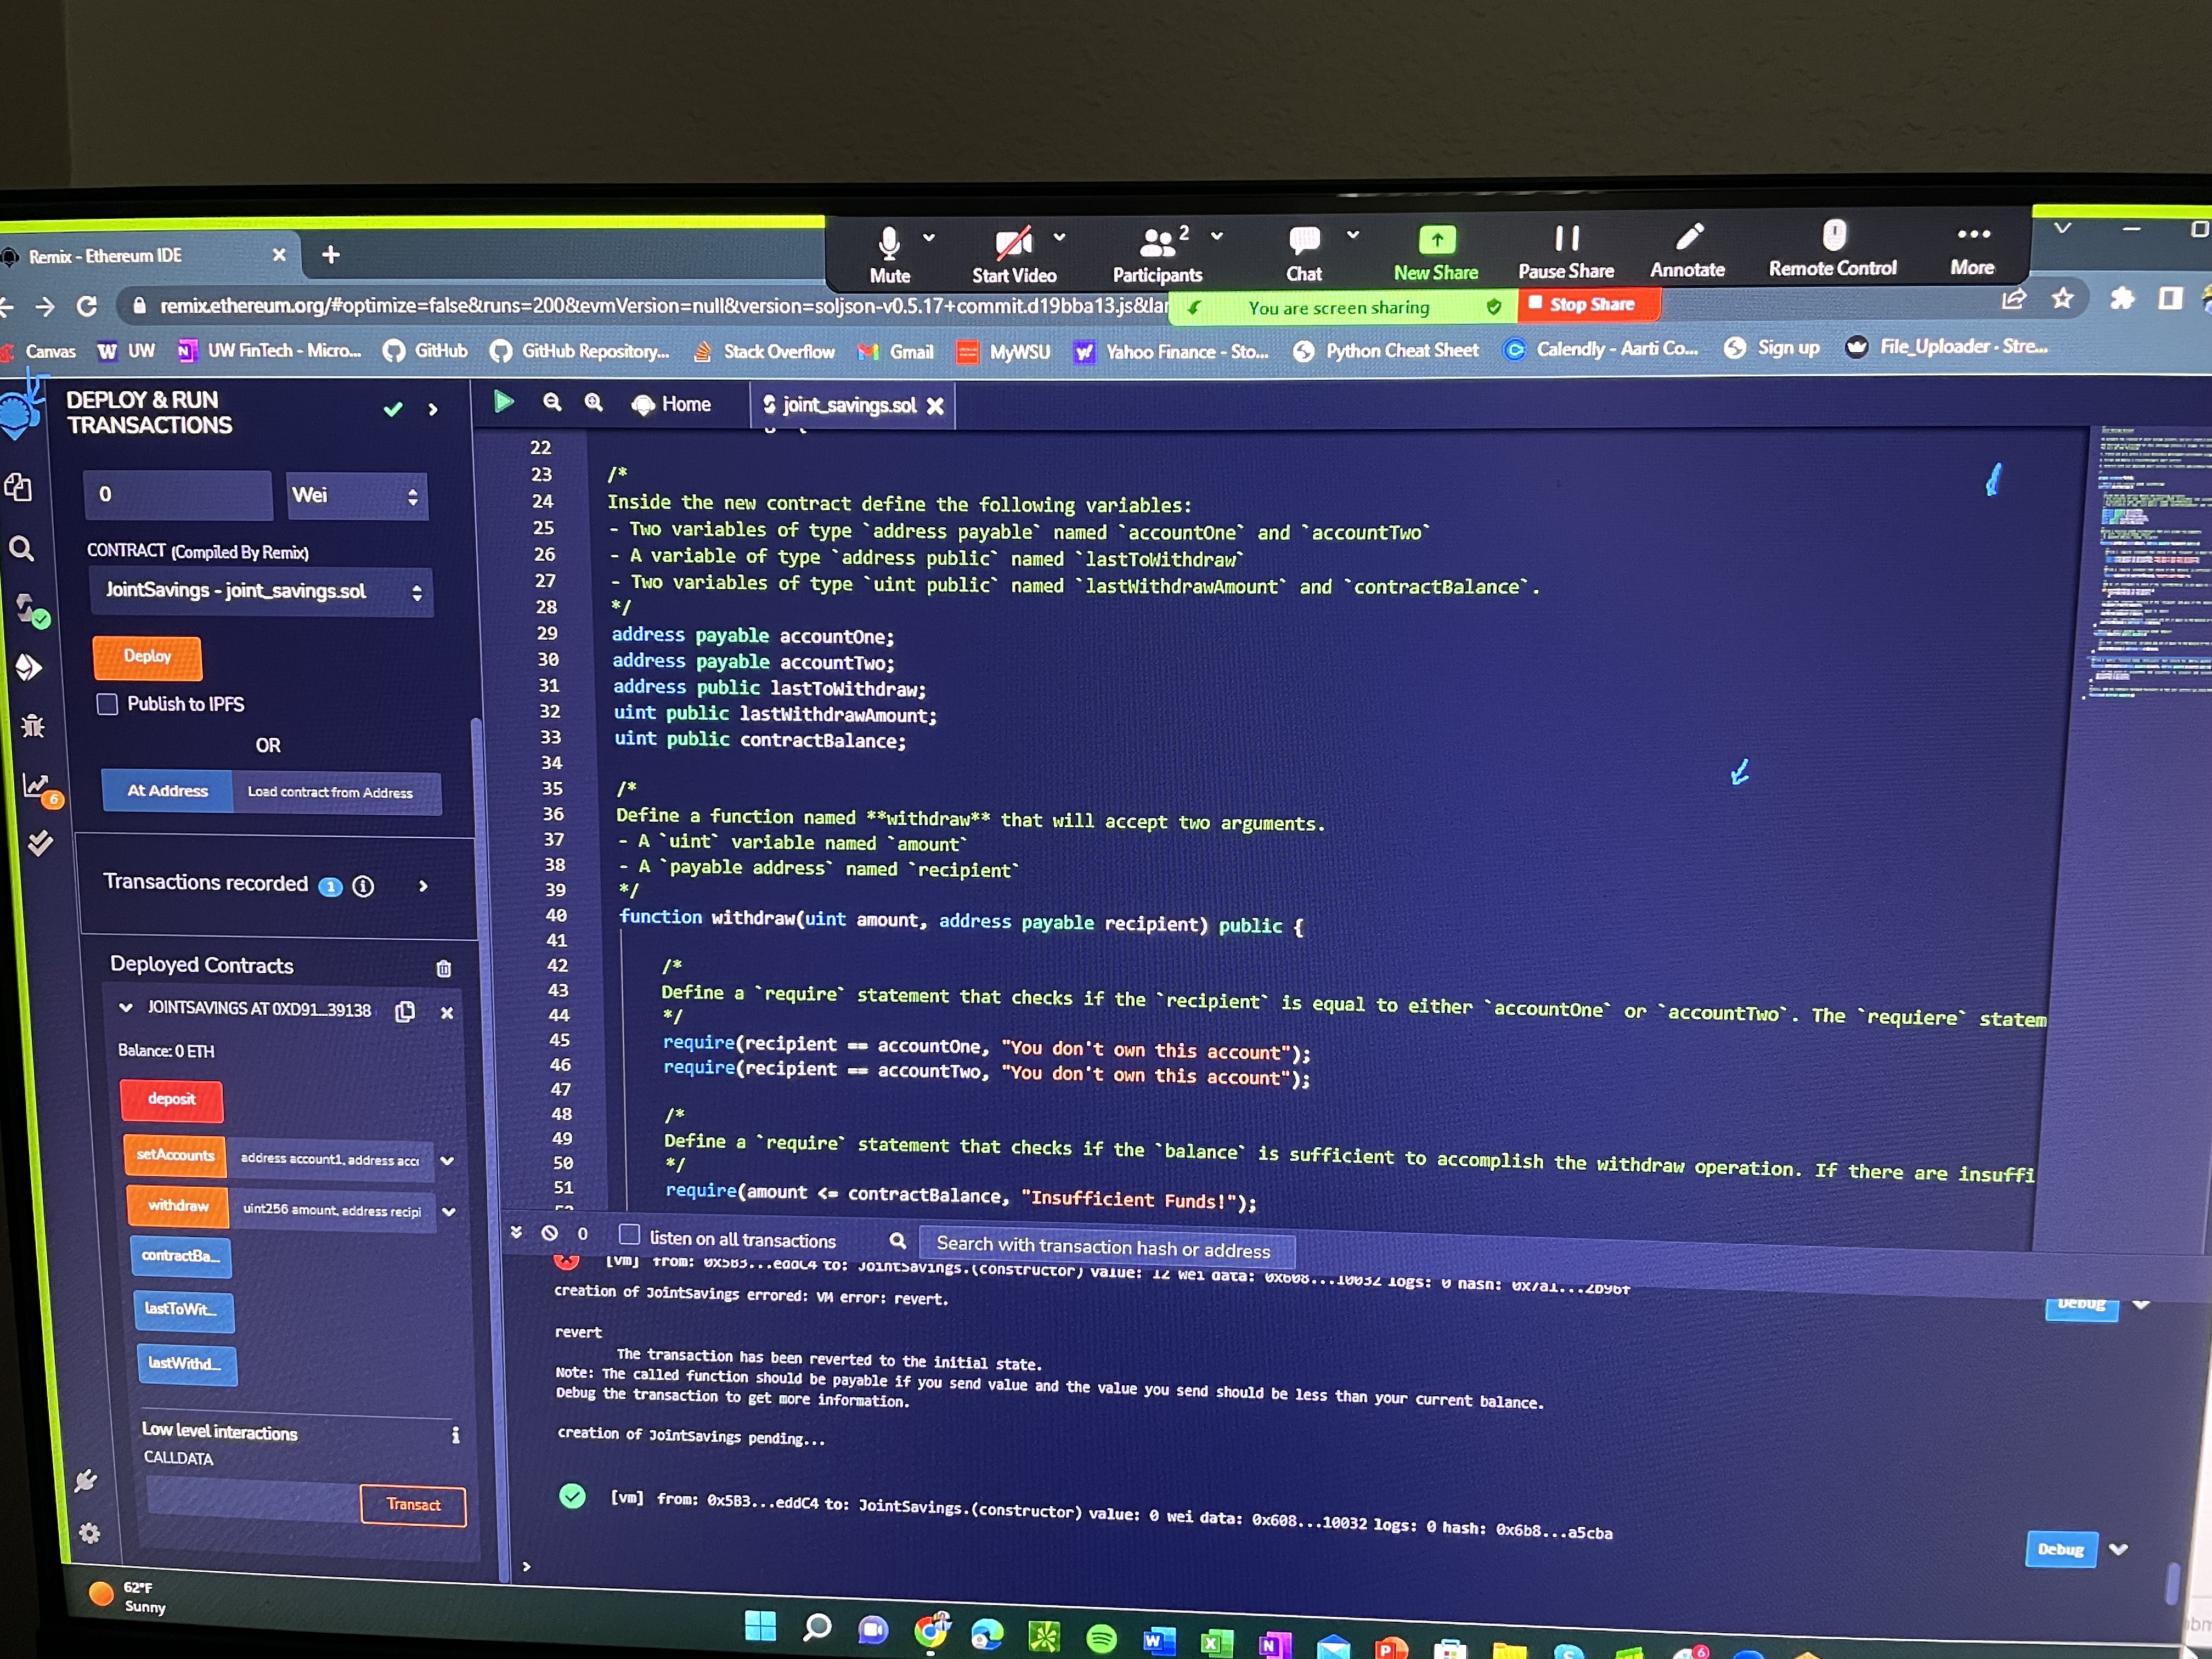 Mute
Start Video
Participants
2
Chat
New Share
Pause Share
Annotate
Remote Control
More
Remix - Ethereum IDE
remix.ethereum.org/#optimize=false&runs=200&evmVersion=null&version=soljson-v0.5.17+commit.d19bba13.js&lar
You are screen sharing
Stop Share
Canvas
UW
UW FinTech - Micro...
GitHub
GitHub Repository...
Stack Overflow
Gmail
MyWSU
Yahoo Finance - Sto...
Python Cheat Sheet
Calendly - Aarti Co...
Sign up
File_Uploader · Stre...
DEPLOY & RUN
TRANSACTIONS
0
Wei
CONTRACT (Compiled By Remix)
JointSavings - joint_savings.sol
Deploy
Publish to IPFS
OR
At Address
Load contract from Address
6
Transactions recorded 1
Deployed Contracts
JOINTSAVINGS AT 0XD91...39138
Balance: 0 ETH
deposit
setAccounts
address account1, address acc
withdraw
uint256 amount, address recipi
contractBa...
lastToWit...
lastWithd...
Low level interactions
CALLDATA
Transact
Home
joint_savings.sol
22
23 /*
24 Inside the new contract define the following variables:
25 - Two variables of type `address payable` named `accountOne` and `accountTwo`
26 - A variable of type `address public` named `lastToWithdraw`
27 - Two variables of type `uint public` named `lastWithdrawAmount` and `contractBalance`.
28 */
29 address payable accountOne;
30 address payable accountTwo;
31 address public lastToWithdraw;
32 uint public lastWithdrawAmount;
33 uint public contractBalance;
34
35 /*
36 Define a function named **withdraw** that will accept two arguments.
37 - A `uint` variable named `amount`
38 - A `payable address` named `recipient`
39 */
40 function withdraw(uint amount, address payable recipient) public {
41
42 /*
43 Define a `require` statement that checks if the `recipient` is equal to either `accountOne` or `accountTwo`. The `requiere` statem
44 */
45 require(recipient == accountOne, "You don't own this account");
46 require(recipient == accountTwo, "You don't own this account");
47
48 /*
49 Define a `require` statement that checks if the `balance` is sufficient to accomplish the withdraw operation. If there are insuffi
50 */
51 require(amount <= contractBalance, "Insufficient Funds!");
0
listen on all transactions
Search with transaction hash or address
[vm] from: 0x5B3...eddC4 to: JointSavings.(constructor) value: 12 wei data: 0x608...10032 logs: 0 hash: 0x7a1...2b96f
Debug
creation of JointSavings errored: VM error: revert.
revert
The transaction has been reverted to the initial state.
Note: The called function should be payable if you send value and the value you send should be less than your current balance.
Debug the transaction to get more information.
creation of JointSavings pending...
[vm] from: 0x5B3...eddC4 to: JointSavings.(constructor) value: 0 wei data: 0x608...10032 logs: 0 hash: 0x6b8...a5cba
Debug
>
62°F
Sunny